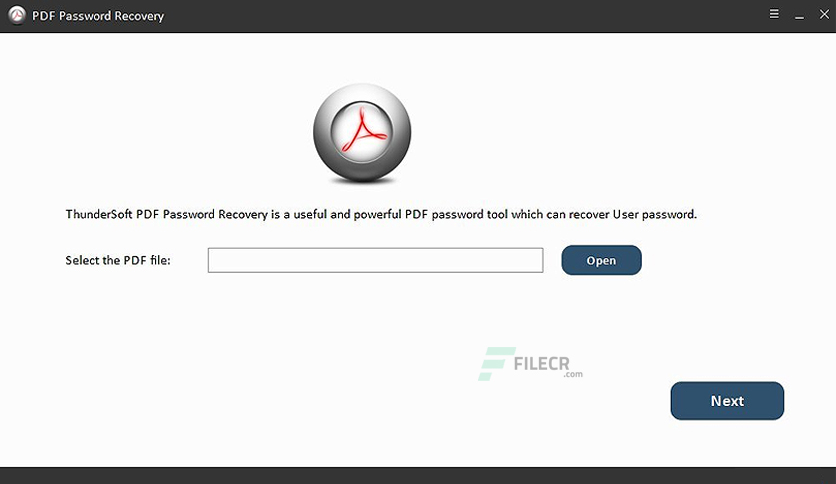 PDF Password Recovery
ThunderSoft PDF Password Recovery is a useful and powerful PDF password tool which can recover User password.
Select the PDF file:
Open
FILECR
.com
Next